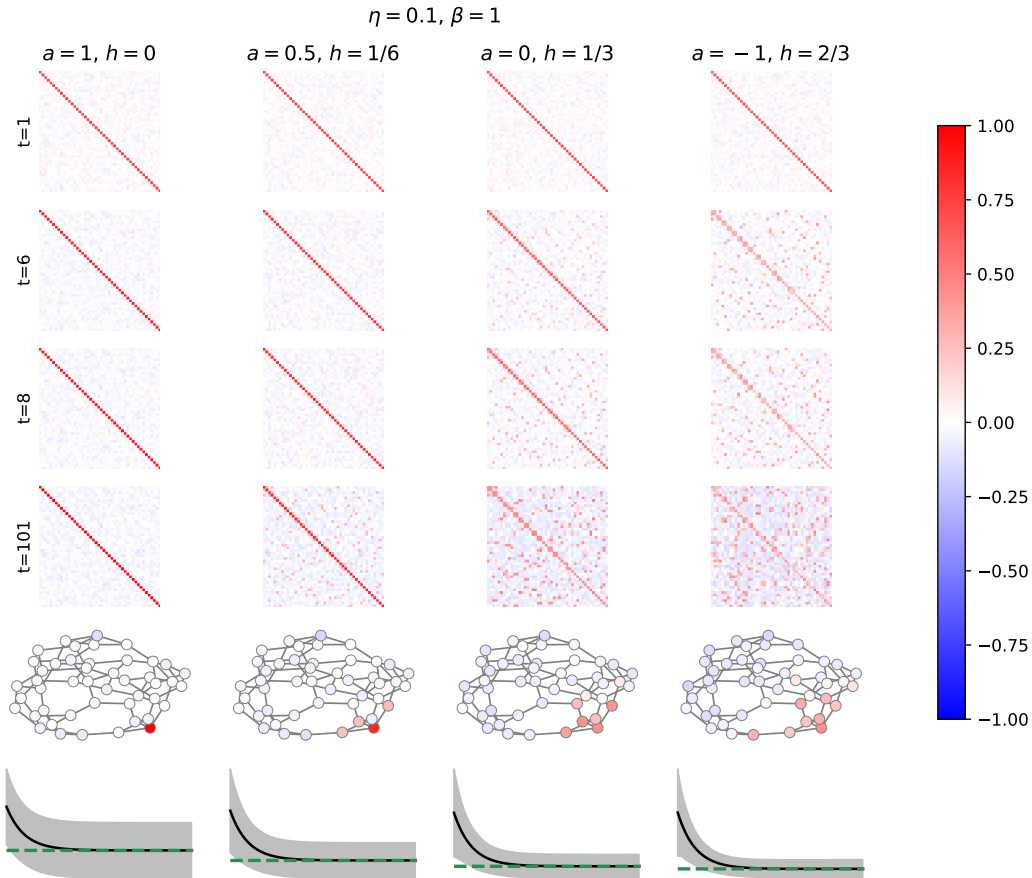 η = 0.1, β = 1
a = 1, h = 0
a = 0.5, h = 1/6
a = 0, h = 1/3
a = −1, h = 2/3
t=1
t=6
t=8
t=101
1.00
0.75
0.50
0.25
0.00
−0.25
−0.50
−0.75
−1.00